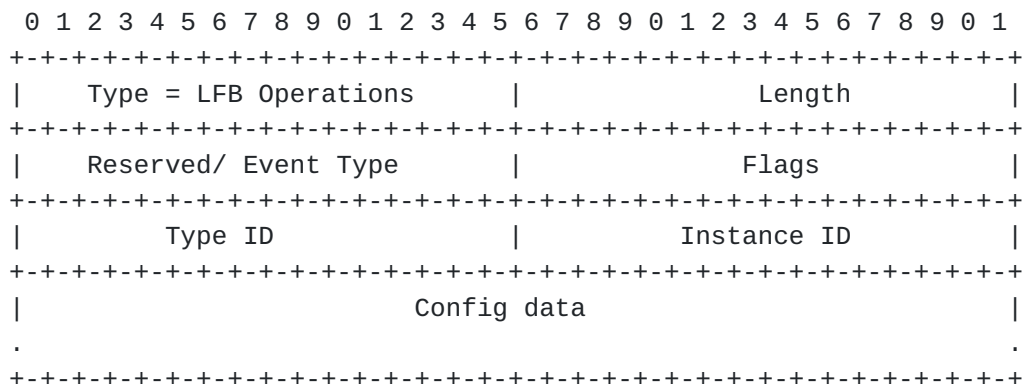 0 1 2 3 4 5 6 7 8 9 0 1 2 3 4 5 6 7 8 9 0 1 2 3 4 5 6 7 8 9 0 1
+-+-+-+-+-+-+-+-+-+-+-+-+-+-+-+-+-+-+-+-+-+-+-+-+-+-+-+-+-+-+-+-+
|    Type = LFB Operations      |               Length          |
+-+-+-+-+-+-+-+-+-+-+-+-+-+-+-+-+-+-+-+-+-+-+-+-+-+-+-+-+-+-+-+-+
|    Reserved/ Event Type       |              Flags            |
+-+-+-+-+-+-+-+-+-+-+-+-+-+-+-+-+-+-+-+-+-+-+-+-+-+-+-+-+-+-+-+-+
|         Type ID               |          Instance ID          |
+-+-+-+-+-+-+-+-+-+-+-+-+-+-+-+-+-+-+-+-+-+-+-+-+-+-+-+-+-+-+-+-+
|                         Config data                           |
.                                                               .
+-+-+-+-+-+-+-+-+-+-+-+-+-+-+-+-+-+-+-+-+-+-+-+-+-+-+-+-+-+-+-+-+